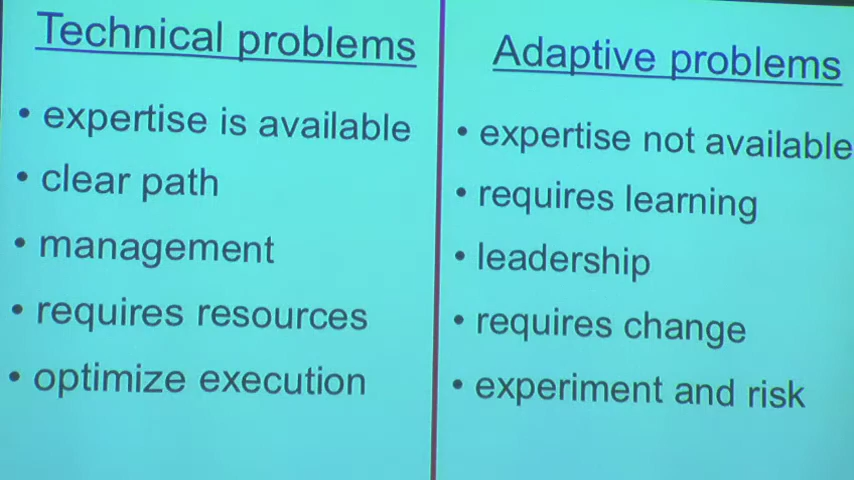 Technical problems
• expertise is available
• clear path
• management
• requires resources
• optimize execution
Adaptive problems
• expertise not available
• requires learning
• leadership
• requires change
• experiment and risk